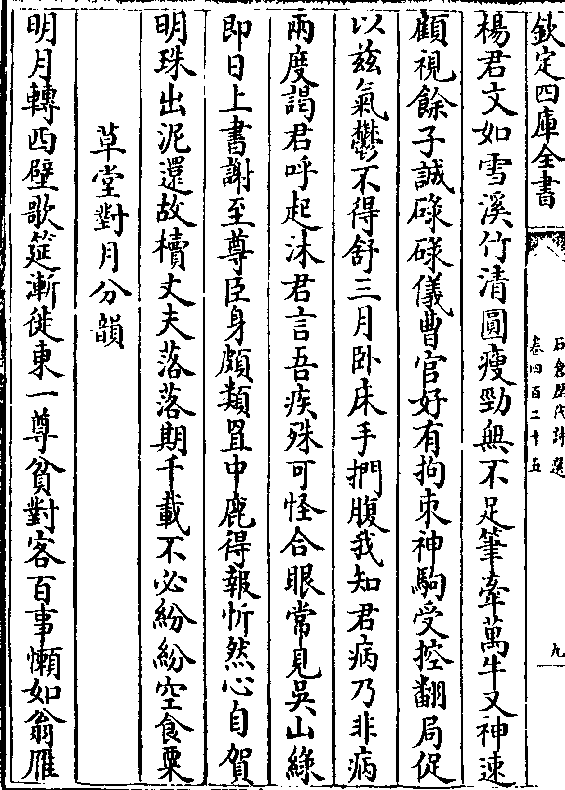 欽定四庫全書
石倉歷代詩選
卷四百二十五
九
楊君文如雪溪竹清圓瘦勁無不足筆牽萬牛又神速
顧視餘子誠碌碌儀曹官好有拘束神駒受控翻局促
以兹氣鬱不得舒三月卧床手捫腹我知君病乃非病
兩度謁君呼起沐君言吾疾殊可怪合眼常見吳山緑
即日上書謝至尊臣身頗類罝中鹿得報忻然心自賀
明珠出泥還故櫝丈夫落落期千載不必紛紛空食粟
草堂對月分韻
明月轉西壁歌筵漸徙東一尊貧對客百事懶如翁雁